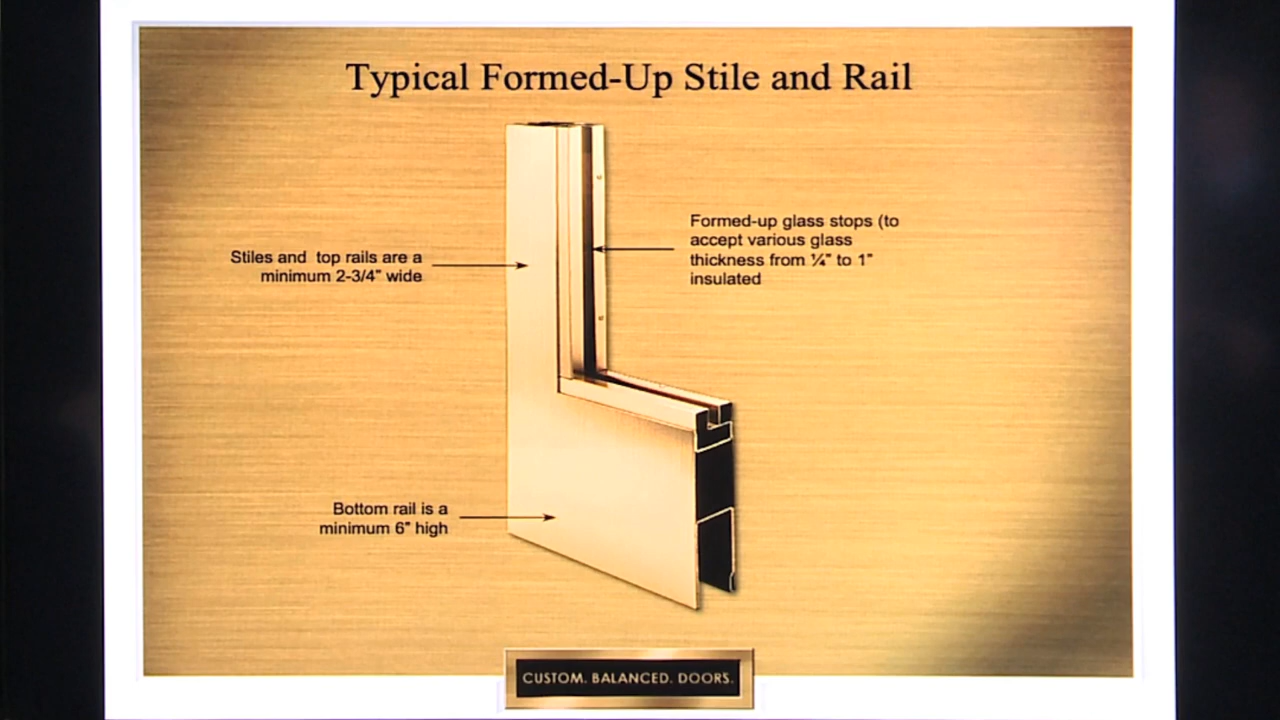 Typical Formed-Up Stile and Rail
Stiles and  top rails are a
minimum 2-3/4" wide
Formed-up glass stops (to
accept various glass
thickness from ¼" to 1"
insulated
Bottom rail is a
minimum 6" high
CUSTOM. BALANCED. DOORS.